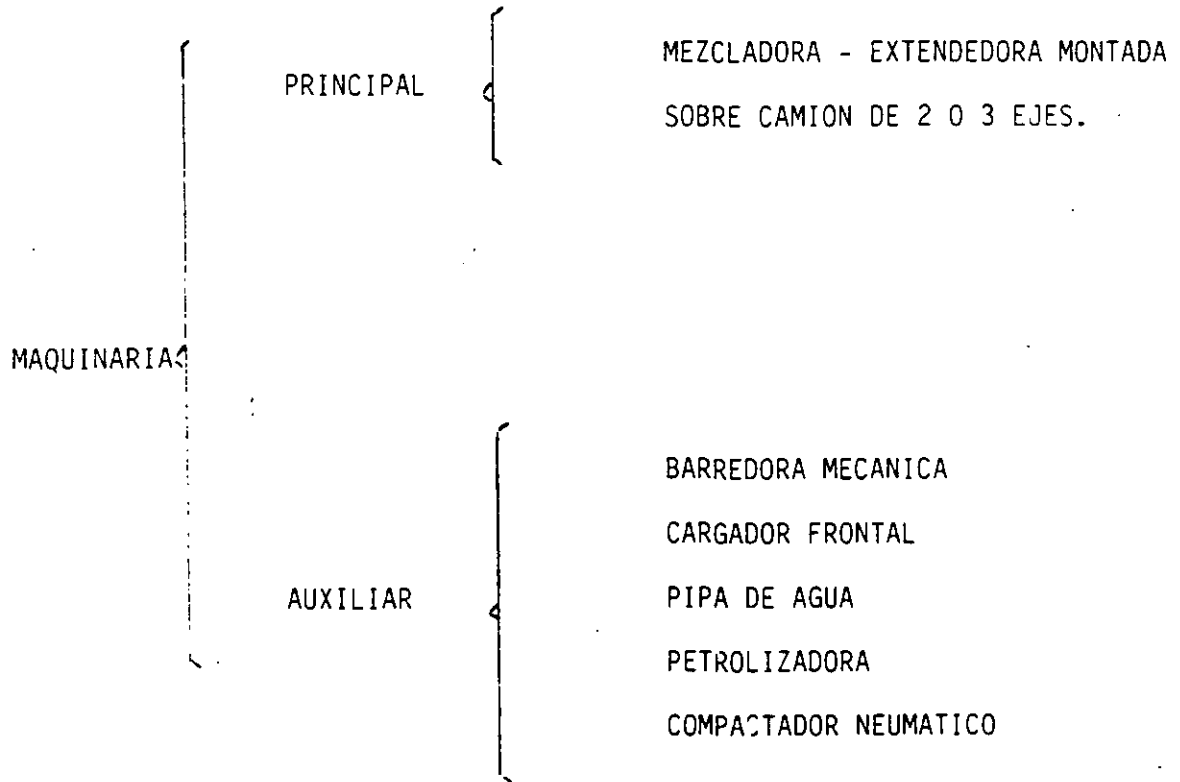 MEZCLADORA - EXTENDEDORA MONTADA
PRINCIPAL
SOBRE CAMION DE 2 O 3 EJES.
MAQUINARIA
BARREDORA MECANICA
CARGADOR FRONTAL
AUXILIAR
PIPA DE AGUA
PETROLIZADORA
COMPACTADOR NEUMATICO